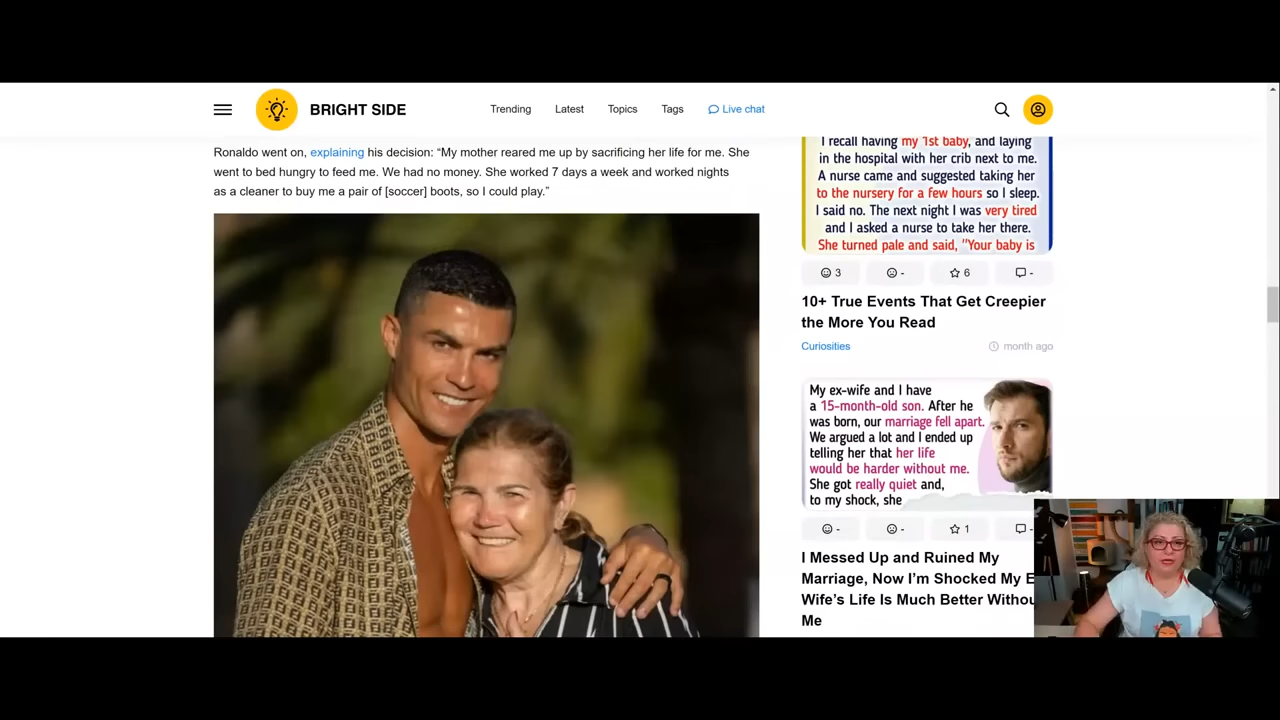 BRIGHT SIDE
Trending Latest Topics Tags Live chat
Ronaldo went on, explaining his decision: “My mother reared me up by sacrificing her life for me. She
went to bed hungry to feed me. We had no money. She worked 7 days a week and worked nights
as a cleaner to buy me a pair of [soccer] boots, so I could play.”
I recall having my 1st baby, and laying
in the hospital with her crib next to me.
A nurse came and suggested taking her
to the nursery for a few hours so I sleep.
I said no. The next night I was very tired
and I asked a nurse to take her there.
She turned pale and said, "Your baby is
3 - 6 -
10+ True Events That Get Creepier
the More You Read
Curiosities month ago
My ex-wife and I have
a 15-month-old son. After he
was born, our marriage fell apart.
We argued a lot and I ended up
telling her that her life
would be harder without me.
She got really quiet and,
to my shock, she
- - 1 -
I Messed Up and Ruined My
Marriage, Now I’m Shocked My E
Wife’s Life Is Much Better Withou
Me